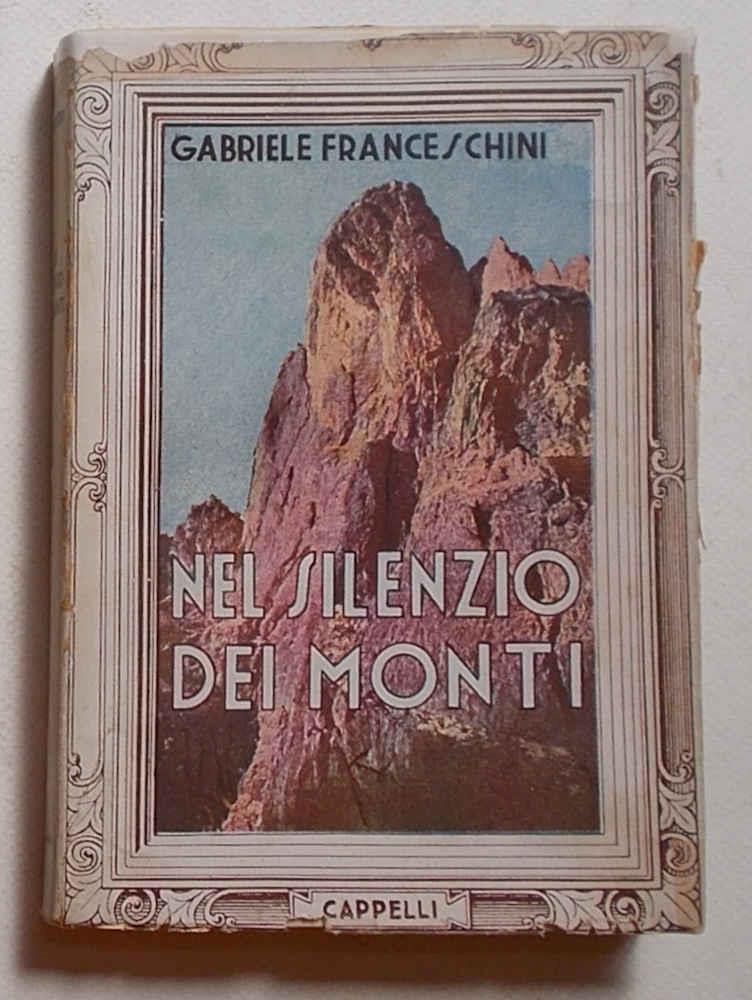 GABRIELE FRANCESCHINI
NEL SILENZIO
DEI MONTI
CAPPELLI